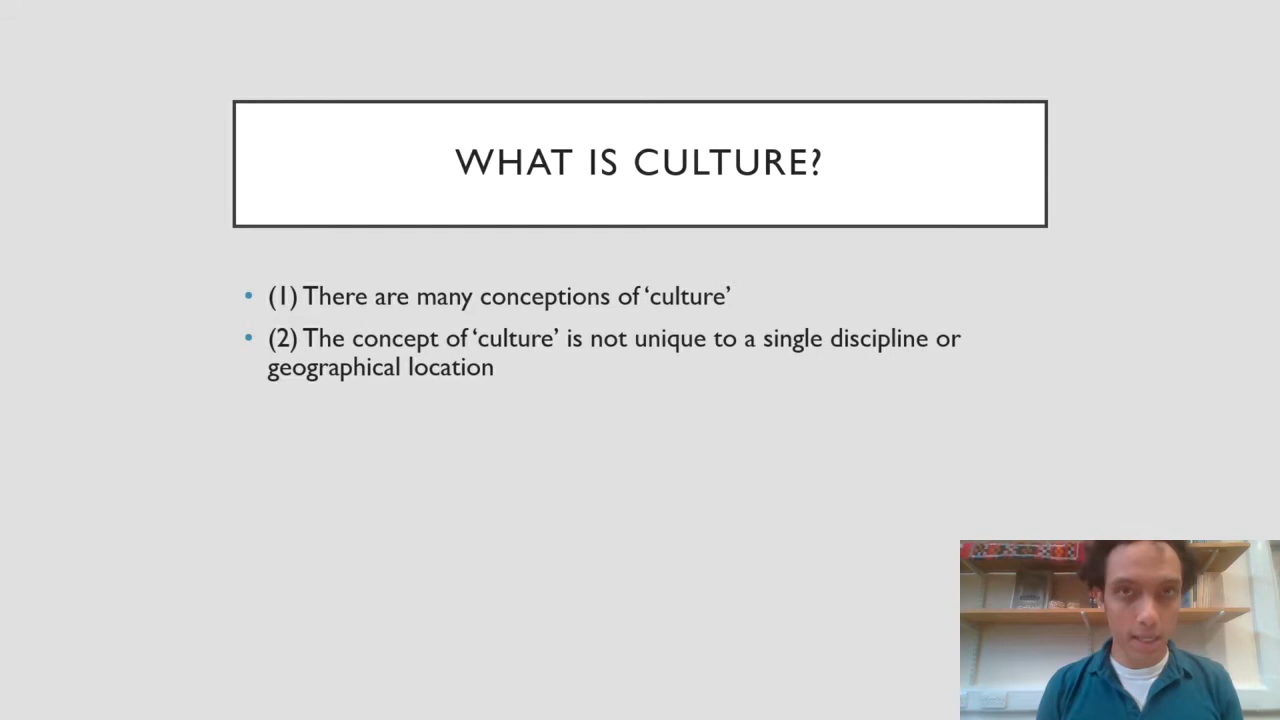 WHAT IS CULTURE?
• (1) There are many conceptions of ‘culture’
• (2) The concept of ‘culture’ is not unique to a single discipline or
geographical location